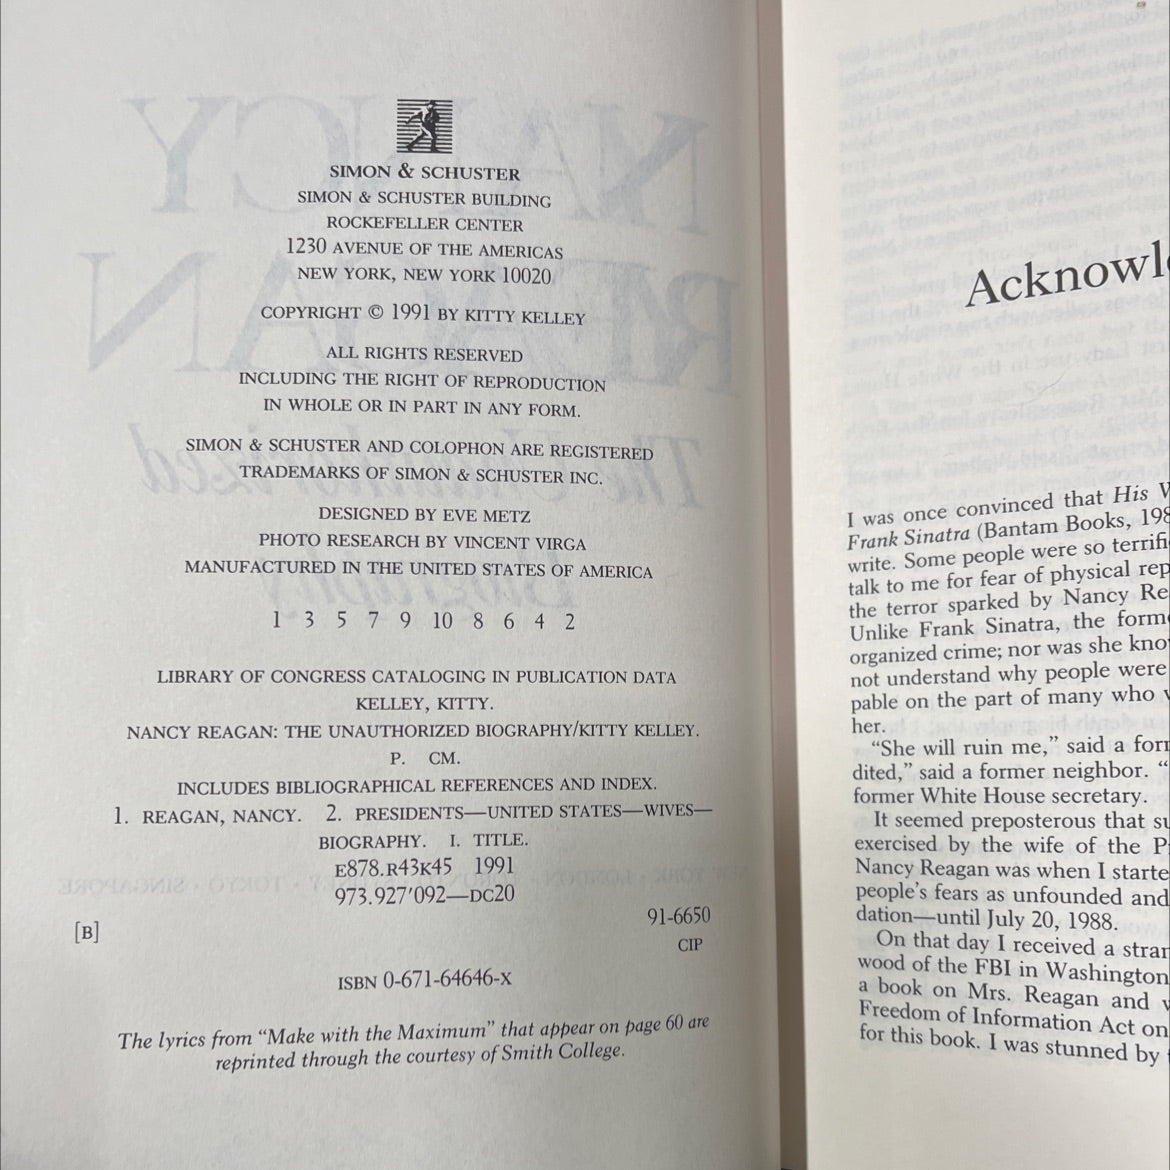 SIMON & SCHUSTER
SIMON & SCHUSTER BUILDING
ROCKEFELLER CENTER
1230 AVENUE OF THE AMERICAS
NEW YORK, NEW YORK 10020
COPYRIGHT © 1991 BY KITTY KELLEY
ALL RIGHTS RESERVED
INCLUDING THE RIGHT OF REPRODUCTION
IN WHOLE OR IN PART IN ANY FORM.
SIMON & SCHUSTER AND COLOPHON ARE REGISTERED
TRADEMARKS OF SIMON & SCHUSTER INC.
DESIGNED BY EVE METZ
PHOTO RESEARCH BY VINCENT VIRGA
MANUFACTURED IN THE UNITED STATES OF AMERICA
1 3 5 7 9 10 8 6 4 2
LIBRARY OF CONGRESS CATALOGING IN PUBLICATION DATA
KELLEY, KITTY.
NANCY REAGAN: THE UNAUTHORIZED BIOGRAPHY/KITTY KELLEY.
P. CM.
INCLUDES BIBLIOGRAPHICAL REFERENCES AND INDEX.
1. REAGAN, NANCY. 2. PRESIDENTS—UNITED STATES—WIVES—
BIOGRAPHY. I. TITLE.
E878.R43K45 1991
973.927'092—DC20
91-6650
[B]
CIP
ISBN 0-671-64646-X
The lyrics from “Make with the Maximum” that appear on page 60 are
reprinted through the courtesy of Smith College.
Acknowl
I was once convinced that His
Frank Sinatra (Bantam Books, 198
write. Some people were so terrifi
talk to me for fear of physical rep
the terror sparked by Nancy Re
Unlike Frank Sinatra, the form
organized crime; nor was she kno
not understand why people were
pable on the part of many who
her.
“She will ruin me,” said a for
dited,” said a former neighbor. “
former White House secretary.
It seemed preposterous that su
exercised by the wife of the P
Nancy Reagan was when I starte
people's fears as unfounded and
dation—until July 20, 1988.
On that day I received a stran
wood of the FBI in Washington
a book on Mrs. Reagan and
Freedom of Information Act on
for this book. I was stunned by